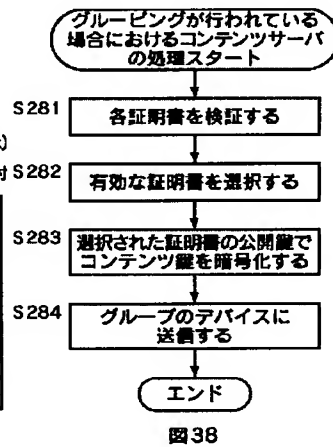 グルーピングが行われている
場合におけるコンテンツサーバ
の処理スタート
S281
各証明書を検証する
付
S282
有効な証明書を選択する
S283
選択された証明書の公開鍵で
コンテンツ鍵を暗号化する
S284
グループのデバイスに
送信する
エンド
図38